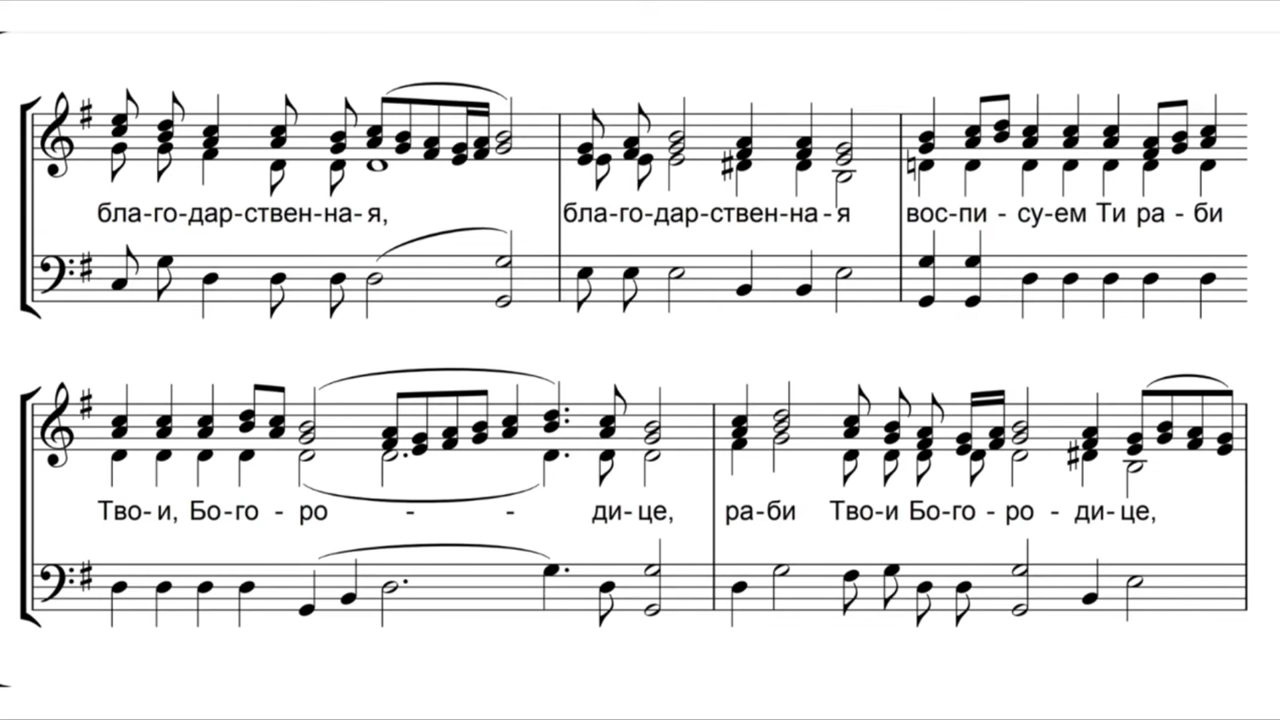 бла-го-дар-ствен-на-я, бла-го-дар-ствен-на-я вос-пи - су-ем Ти ра - би
Тво-и, Бо-го - ро - - ди-це, ра-би Тво-и Бо-го - ро - ди-це,